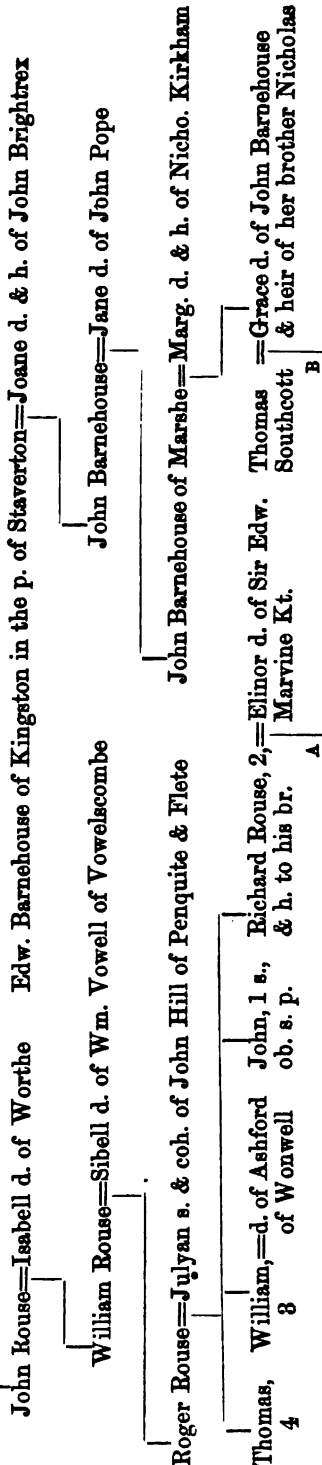 John Rouse=Isabell d. of Worthe Edw. Barnehouse of Kingston in the p. of Staverton=Joane d. & h. of John Brightrex
William Rouse=Sibell d. of Wm. Vowell of Vowelscombe John Barnehouse=Jane d. of John Pope
Roger Rouse=Julyan s. & coh. of John Hill of Penquite & Flete John Barnehouse of Marshe=Marg. d. & h. of Nicho. Kirkham
Thomas, William,=d. of Ashford John, 1 s., Richard Rouse, 2,=Elinor d. of Sir Edw. Thomas =Grace d. of John Barnehouse
4 3 of Wonwell ob. s. p. & h. to his br. Marvine Kt. Southcott & heir of her brother Nicholas
A B